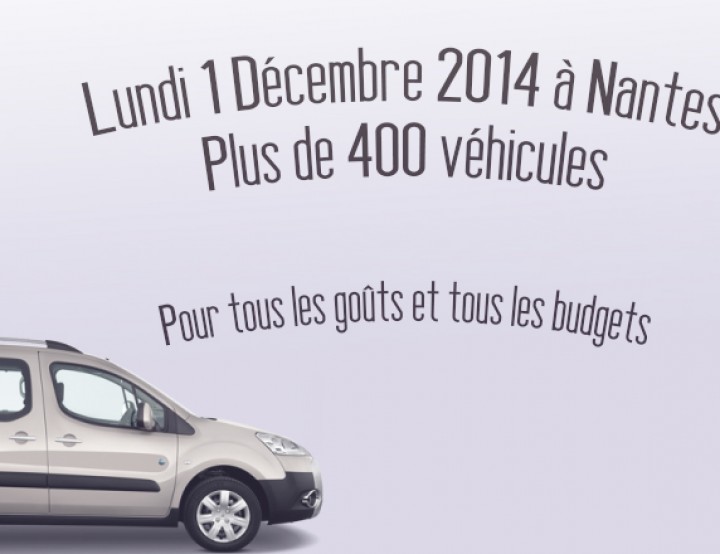 Lundi 1 Décembre 2014 à Nantes
Plus de 400 véhicules
Pour tous les goûts et tous les budgets